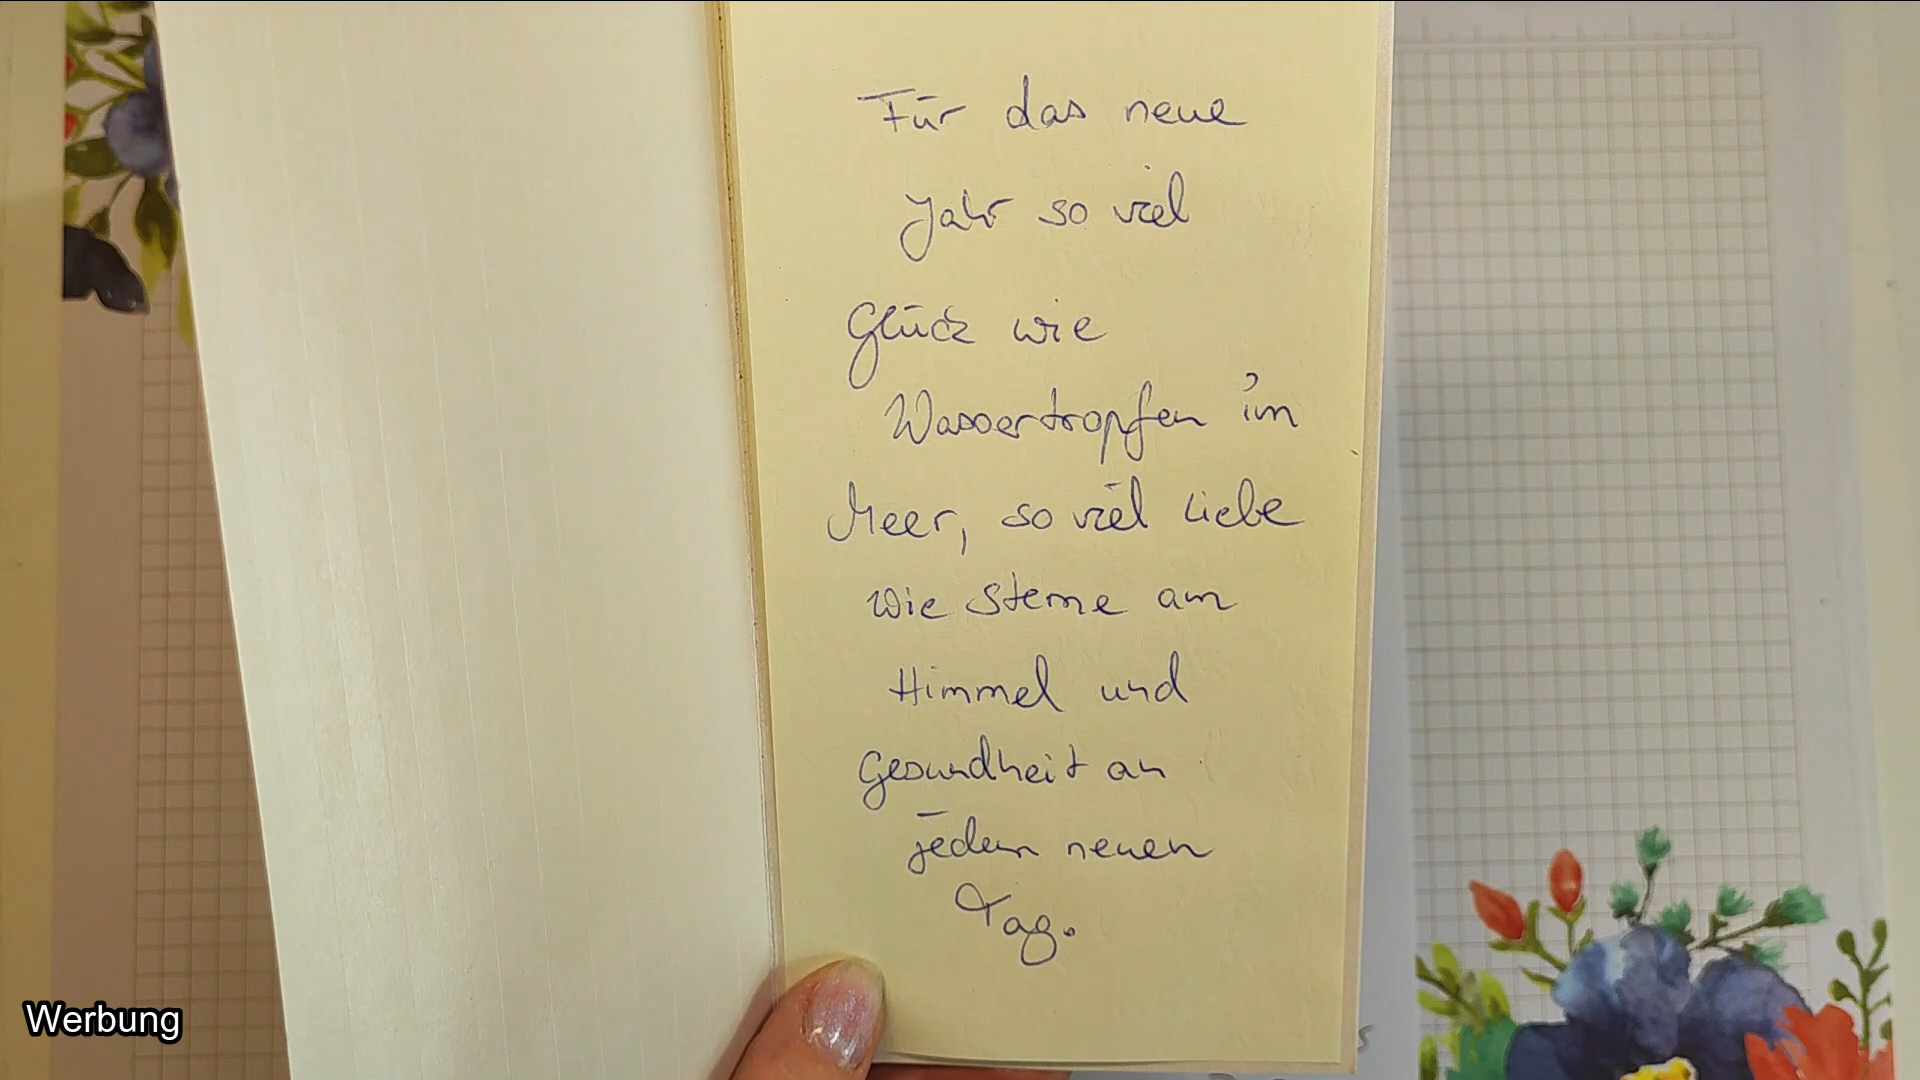 Für das neue
Jahr so viel
Glück wie
Wassertropfen im
Meer, so viel Liebe
wie Sterne am
Himmel und
Gesundheit an
jedem neuen
Tag.
Werbung